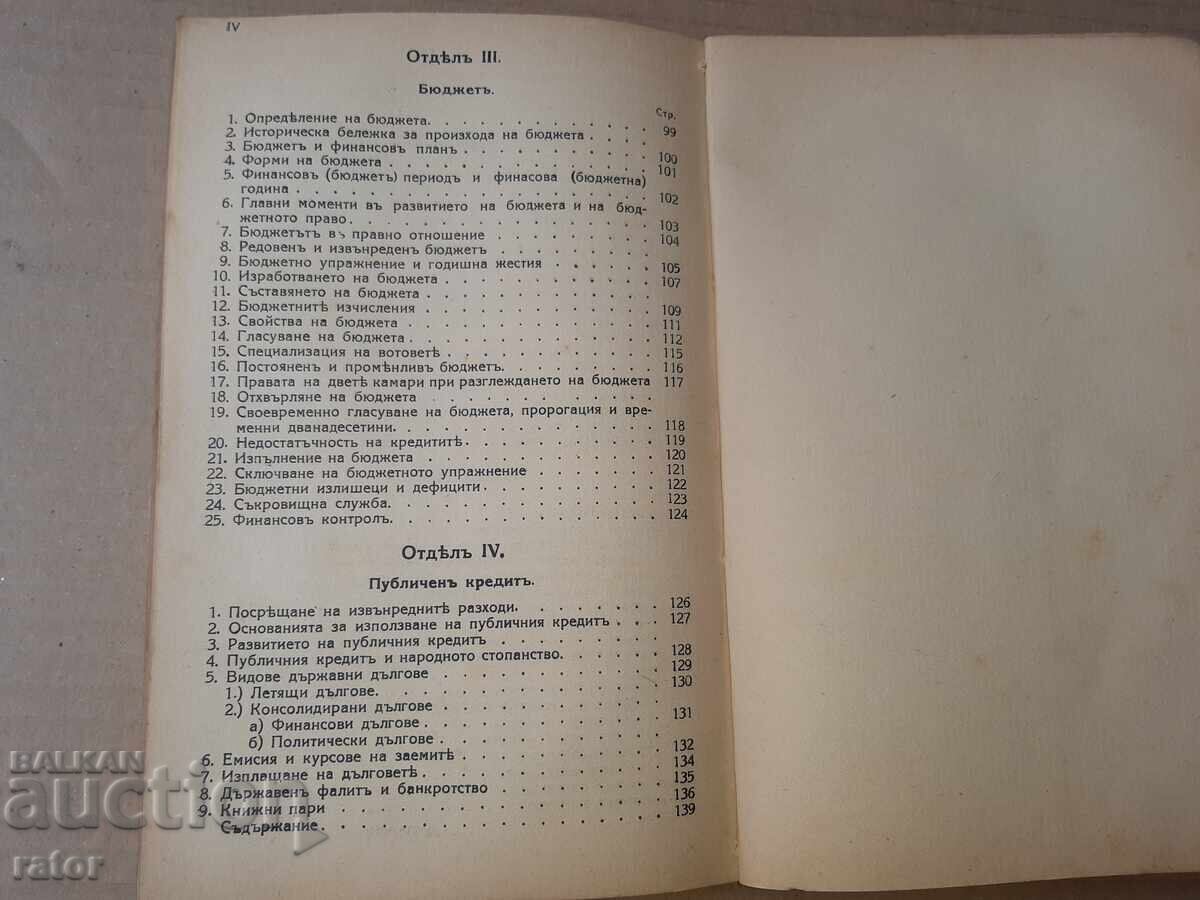 IV
Отдѣлъ III.
Бюджетъ.
Стр.
1. Опредѣление на бюджета. . . . . . . . . . . . 99
2. Историческа бележка за произхода на бюджета . . . .
3. Бюджетъ и финансовъ планъ . . . . . . . . . . 100
4. Форми на бюджета . . . . . . . . . . . . . 101
5. Финансовъ (бюджетъ) периодъ и финасова (бюджетна)
година . . . . . . . . . . . . . . . . . 102
6. Главни моменти въ развитието на бюджета и на бюд-
жетното право. . . . . . . . . . . . . . . 103
7. Бюджетътъ въ правно отношение . . . . . . . . . 104
8. Редовенъ и извънреденъ бюджетъ . . . . . . . . .
9. Бюджетно упражнение и годишна жестия . . . . . . 105
10. Изработването на бюджета . . . . . . . . . . . 107
11. Съставянето на бюджета . . . . . . . . . . . .
12. Бюджетнитѣ изчисления . . . . . . . . . . . . 109
13. Свойства на бюджета . . . . . . . . . . . . . 111
14. Гласуване на бюджета . . . . . . . . . . . . . 112
15. Специализация на вотоветѣ . . . . . . . . . . . 115
16. Постояненъ и промѣнливъ бюджетъ. . . . . . . . . 116
17. Правата на дветѣ камари при разглеждането на бюджета 117
18. Отхвърляне на бюджета . . . . . . . . . . . .
19. Своевременно гласуване на бюджета, пророгация и вре-
менни дванадесетини. . . . . . . . . . . . . . 118
20. Недостатъчность на кредититѣ . . . . . . . . . . 119
21. Изпълнение на бюджета . . . . . . . . . . . . 120
22. Сключване на бюджетното упражнение . . . . . . . 121
23. Бюджетни излишеци и дефицити . . . . . . . . . . 122
24. Съкровищна служба. . . . . . . . . . . . . . 123
25. Финансовъ контролъ. . . . . . . . . . . . . . 124
Отдѣлъ IV.
Публиченъ кредитъ.
1. Посрѣщане на извънреднитѣ разходи. . . . . . . . 126
2. Основанията за използване на публичния кредитъ . . . 127
3. Развитието на публичния кредитъ . . . . . . . . .
4. Публичния кредитъ и народното стопанство. . . . . . 128
5. Видове държавни дългове . . . . . . . . . . . . 129
1.) Летящи дългове. . . . . . . . . . . . . . 130
2.) Консолидирани дългове . . . . . . . . . . .
а) Финансови дългове . . . . . . . . . . . . 131
б) Политически дългове . . . . . . . . . . .
6. Емисия и курсове на заемитѣ . . . . . . . . . . 132
7. Изплащане на дълговетѣ . . . . . . . . . . . . 134
8. Държавенъ фалитъ и банкротство . . . . . . . . . 135
9. Книжни пари . . . . . . . . . . . . . . . . 136
Съдържание. . . . . . . . . . . . . . . . . 139
BALKAN
auction
rator